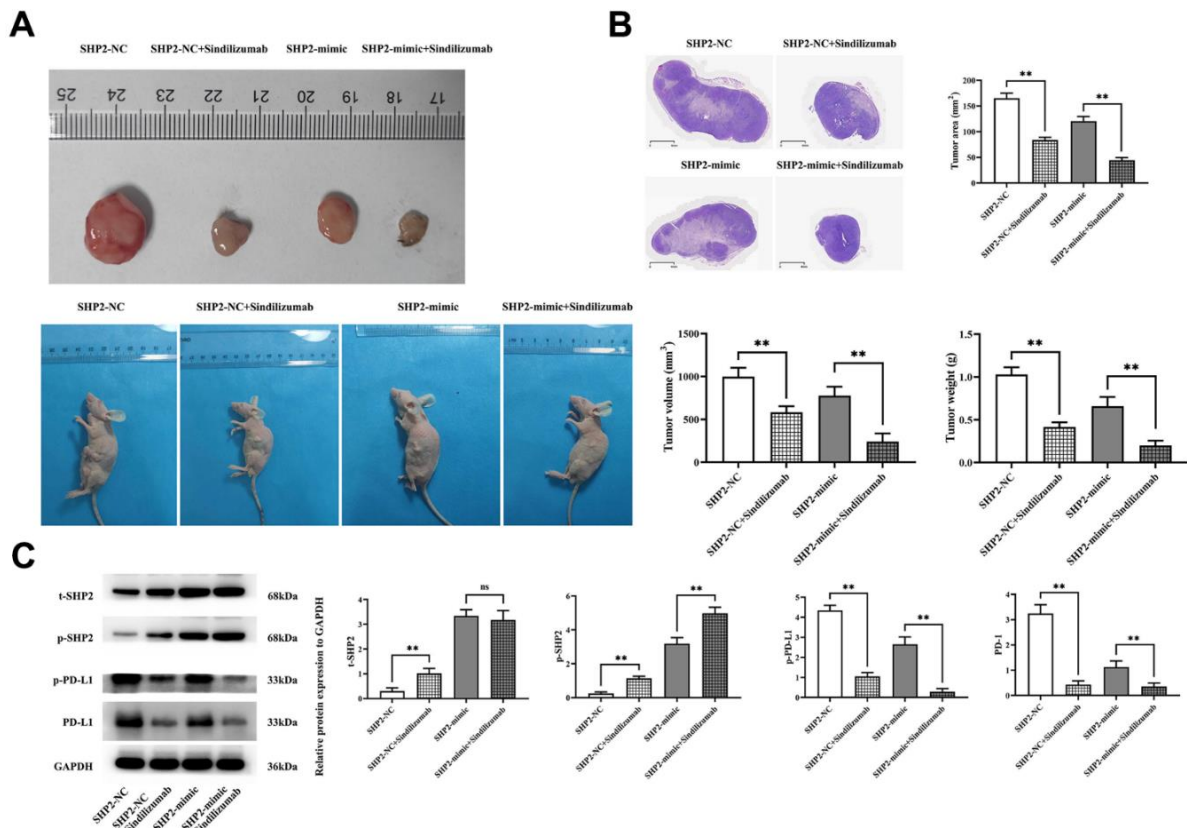 A
SHP2-NC SHP2-NC+Sindilizumab SHP2-mimic SHP2-mimic+Sindilizumab
25 24 23 22 21 20 19 18 17
SHP2-NC SHP2-NC+Sindilizumab SHP2-mimic SHP2-mimic+Sindilizumab
B
SHP2-NC SHP2-NC+Sindilizumab
SHP2-mimic SHP2-mimic+Sindilizumab
Tumor area (mm²)
200
150
100
50
0
** **
SHP2-NC
SHP2-NC+Sindilizumab
SHP2-mimic
SHP2-mimic+Sindilizumab
Tumor volume (mm³)
1500
1000
500
0
** **
SHP2-NC
SHP2-NC+Sindilizumab
SHP2-mimic
SHP2-mimic+Sindilizumab
Tumor weight (g)
1.5
1.0
0.5
0.0
** **
SHP2-NC
SHP2-NC+Sindilizumab
SHP2-mimic
SHP2-mimic+Sindilizumab
C
t-SHP2 68kDa
p-SHP2 68kDa
p-PD-L1 33kDa
PD-L1 33kDa
GAPDH 36kDa
SHP2-NC
SHP2-NC
Sindilizumab
SHP2-mimic
SHP2-mimic
Sindilizumab
Relative protein expression to GAPDH
t-SHP2
4
3
2
1
0
** ns
SHP2-NC
SHP2-NC+Sindilizumab
SHP2-mimic
SHP2-mimic+Sindilizumab
p-SHP2
6
4
2
0
** **
SHP2-NC
SHP2-NC+Sindilizumab
SHP2-mimic
SHP2-mimic+Sindilizumab
p-PD-L1
5
4
3
2
1
0
** **
SHP2-NC
SHP2-NC+Sindilizumab
SHP2-mimic
SHP2-mimic+Sindilizumab
PD-1
4
3
2
1
0
** **
SHP2-NC
SHP2-NC+Sindilizumab
SHP2-mimic
SHP2-mimic+Sindilizumab